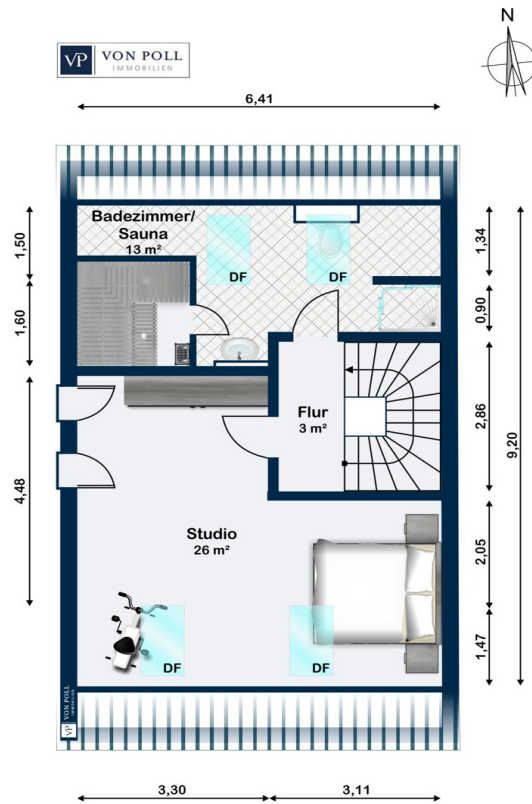 N
VP VON POLL
IMMOBILIEN
6,41
Badezimmer/
Sauna
13 m²
DF
DF
1,50
1,60
4,48
1,34
0,90
2,86
2,05
1,47
9,20
Flur
3 m²
Studio
26 m²
DF
DF
VP VON POLL
IMMOBILIEN
3,30
3,11